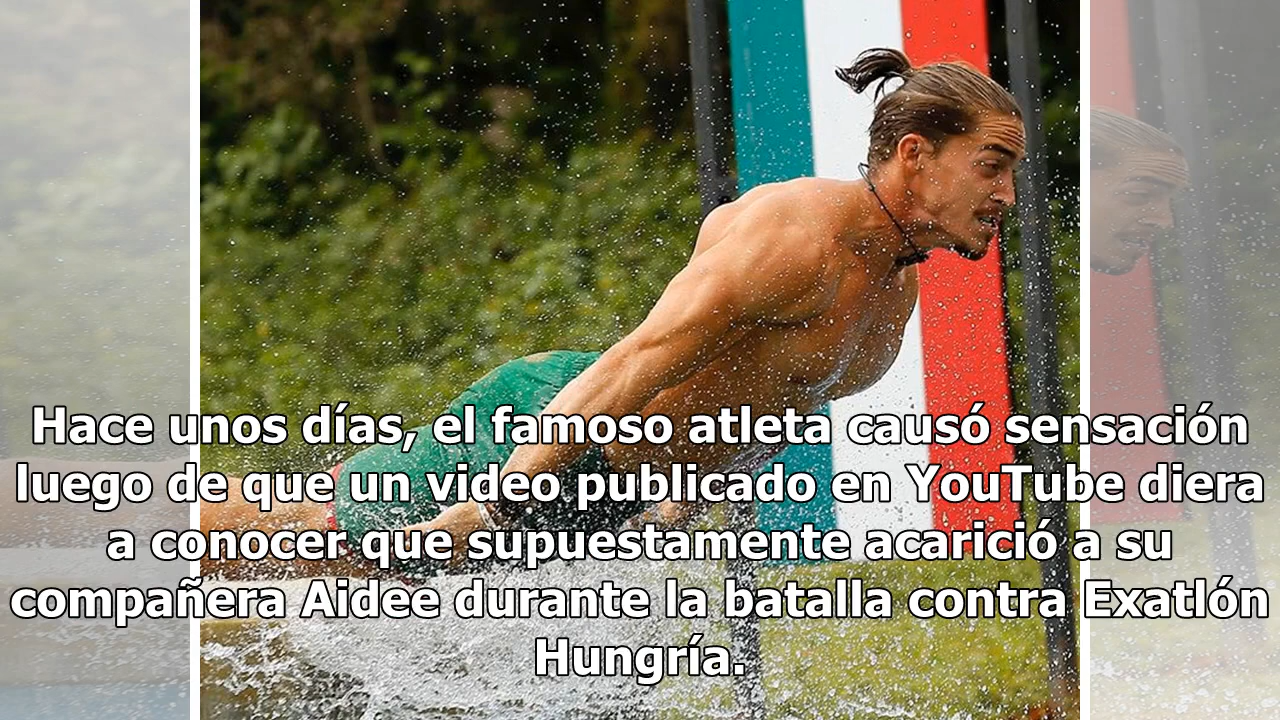 Hace unos días, el famoso atleta causó sensación
luego de que un video publicado en YouTube diera
a conocer que supuestamente acarició a su
compañera Aidee durante la batalla contra Exatlón
Hungría.